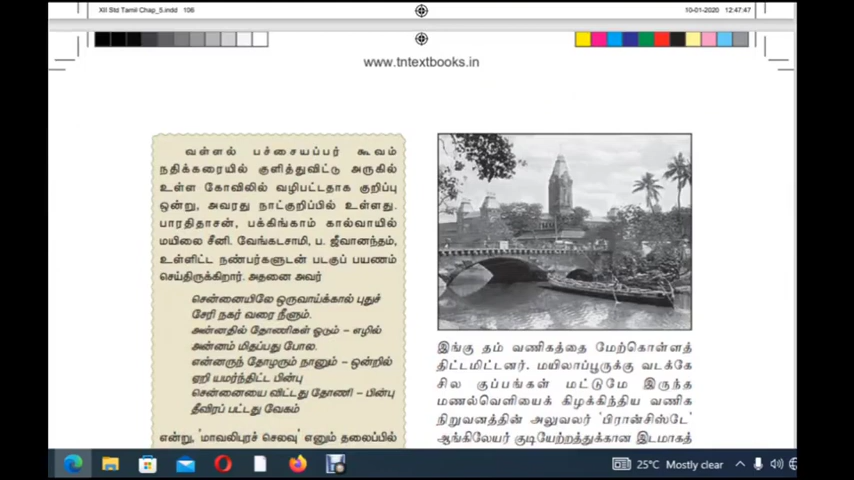 XII Std Tamil Chap_5.indd 106
10-01-2020 12:47:47
www.tntextbooks.in
வள்ளல் பச்சையப்பர் கூவம்
நதிக்கரையில் குளித்துவிட்டு அருகில்
உள்ள கோவிலில் வழிபட்டதாக குறிப்பு
ஒன்று, அவரது நாட்குறிப்பில் உள்ளது.
பாரதிதாசன், பக்கிங்காம் கால்வாயில்
மயிலை சீனி. வேங்கடசாமி, ப. ஜீவானந்தம்,
உள்ளிட்ட நண்பர்களுடன் படகுப் பயணம்
செய்திருக்கிறார். அதனை அவர்
சென்னையிலே ஒருவாய்க்கால் புதுச்
சேரி நகர் வரை நீளும்.
அன்னதில் தோணிகள் ஓடும் – எழில்
அன்னம் மிதப்பது போல.
என்னருந் தோழரும் நானும் – ஒன்றில்
ஏறி யமர்ந்திட்ட பின்பு
சென்னையை விட்டது தோணி – பின்பு
தீவிரப் பட்டது வேகம்
என்று, 'மாவலிபுரச் செலவு' எனும் தலைப்பில்
இங்கு தம் வணிகத்தை மேற்கொள்ளத்
திட்டமிட்டனர். மயிலாப்பூருக்கு வடக்கே
சில குப்பங்கள் மட்டுமே இருந்த
மணல்வெளியைக் கிழக்கிந்திய வணிக
நிறுவனத்தின் அலுவலர் 'பிரான்சிஸ்டே'
ஆங்கிலேயர் குடியேற்றத்துக்கான இடமாகத்
25°C Mostly clear